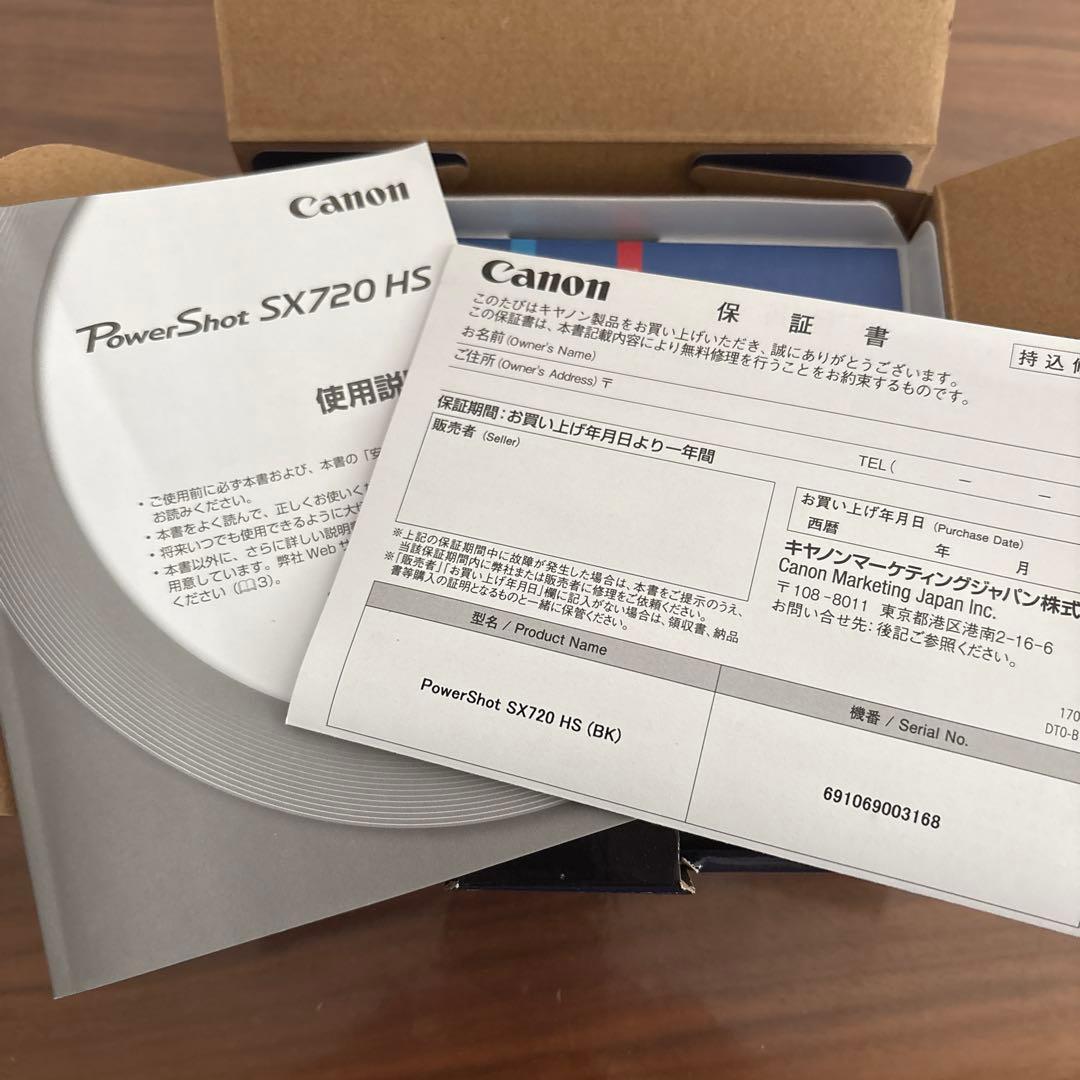 Canon
PowerShot SX720 HS
使用説
・ご使用前に必ず本書および、本書の「安
お読みください。
・本書をよく読んで、正しくお使いくだ
・将来いつでも使用できるように大切
・本書以外に、さらに詳しい説明
用意しています。弊社 Web サ
ください(📖3)。
Canon
保証書
持込修
このたびはキヤノン製品をお買い上げいただき、誠にありがとうございます。
この保証書は、本書記載内容により無料修理を行うことをお約束するものです。
お名前 (Owner's Name)
ご住所 (Owner's Address) 〒
TEL ( — —
保証期間:お買い上げ年月日より一年間
販売者 (Seller)
お買い上げ年月日 (Purchase Date)
西暦 年 月
※上記の保証期間中に故障が発生した場合は、本書をご提示のうえ、
当該保証期間内に弊社または販売者に修理をご依頼ください。
※「販売者」「お買い上げ年月日」欄に記入がない場合は、領収書、納品
書等購入の証明となるものと一緒に保管ください。
キヤノンマーケティングジャパン株式
Canon Marketing Japan Inc.
〒108-8011 東京都港区港南2-16-6
お問い合せ先:後記ご参照ください。
170
DT0-B
型名 / Product Name
機番 / Serial No.
PowerShot SX720 HS (BK)
691069003168